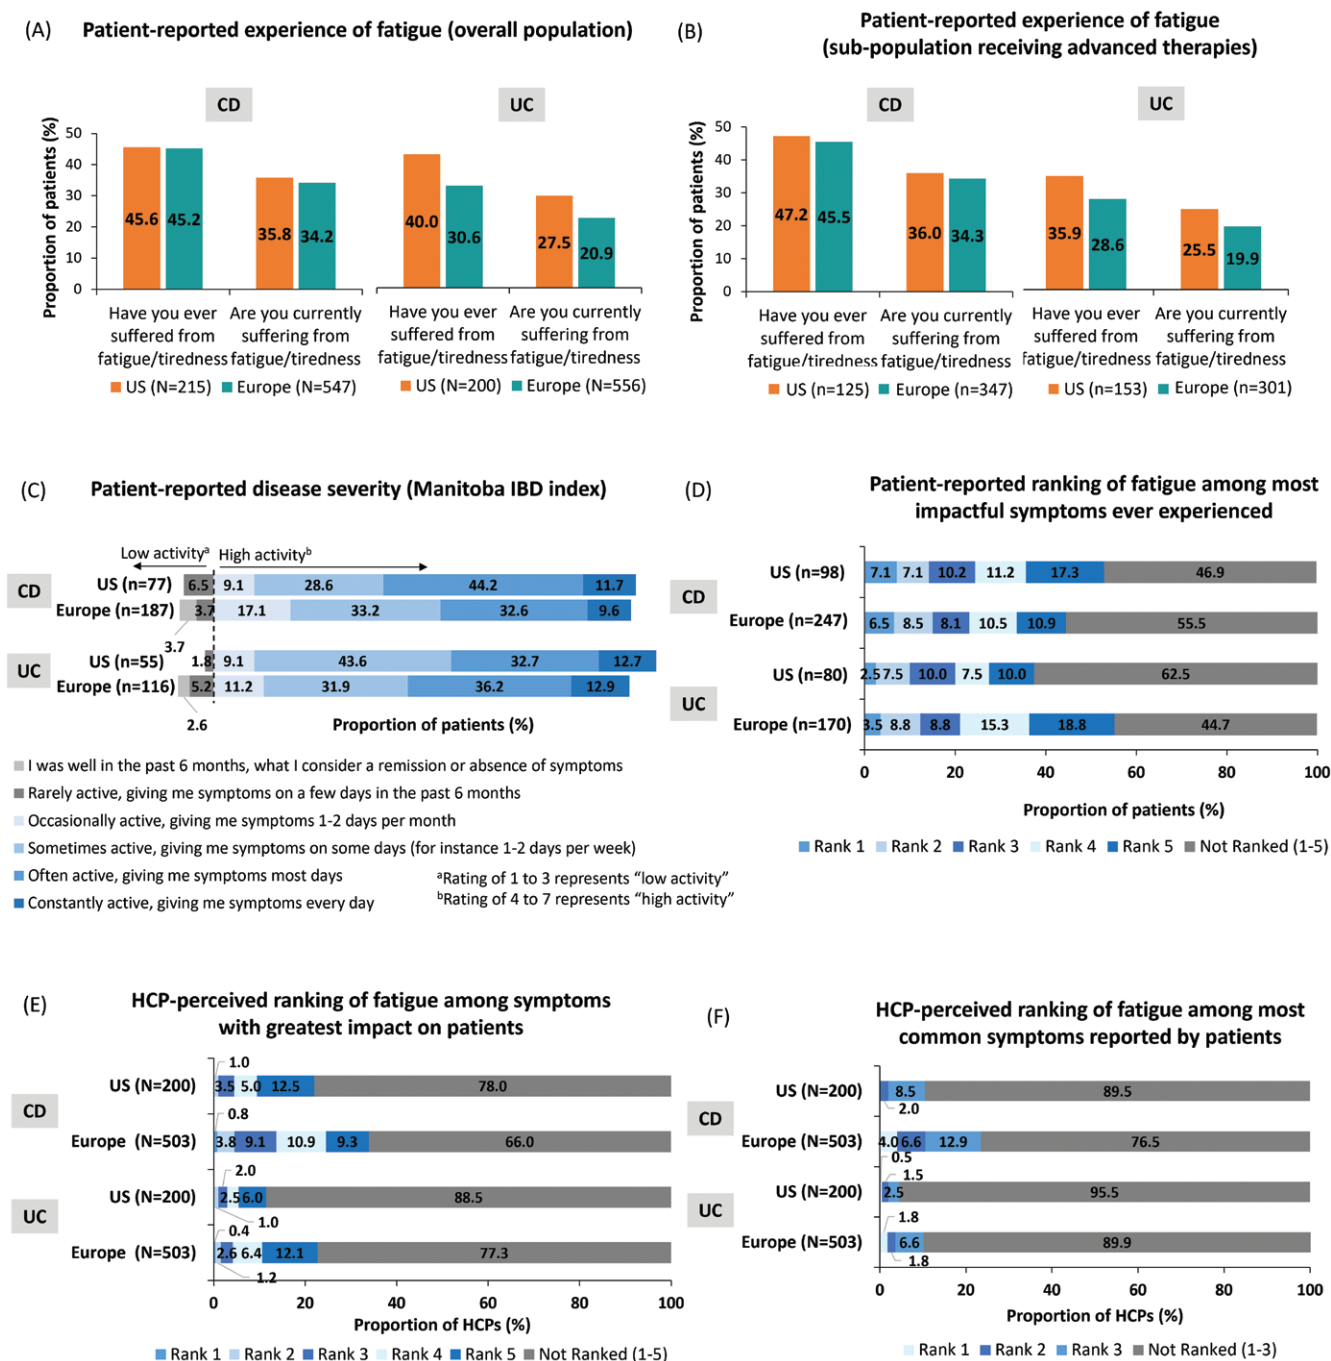 (A) Patient-reported experience of fatigue (overall population)
CD
UC
Proportion of patients (%)
50
40
30
20
10
0
45.6 45.2
35.8 34.2
40.0 30.6
27.5 20.9
Have you ever suffered from fatigue/tiredness
Are you currently suffering from fatigue/tiredness
Have you ever suffered from fatigue/tiredness
Are you currently suffering from fatigue/tiredness
US (N=215) Europe (N=547)
US (N=200) Europe (N=556)
(B) Patient-reported experience of fatigue
(sub-population receiving advanced therapies)
CD
UC
Proportion of patients (%)
50
40
30
20
10
0
47.2 45.5
36.0 34.3
35.9 28.6
25.5 19.9
Have you ever suffered from fatigue/tiredness
Are you currently suffering from fatigue/tiredness
Have you ever suffered from fatigue/tiredness
Are you currently suffering from fatigue/tiredness
US (n=125) Europe (n=347)
US (n=153) Europe (n=301)
(C) Patient-reported disease severity (Manitoba IBD index)
Low activityᵃ High activityᵇ
CD
US (n=77) 6.5 9.1 28.6 44.2 11.7
Europe (n=187) 3.7 17.1 33.2 32.6 9.6
3.7
UC
US (n=55) 1.8 9.1 43.6 32.7 12.7
Europe (n=116) 5.2 11.2 31.9 36.2 12.9
2.6
Proportion of patients (%)
I was well in the past 6 months, what I consider a remission or absence of symptoms
Rarely active, giving me symptoms on a few days in the past 6 months
Occasionally active, giving me symptoms 1-2 days per month
Sometimes active, giving me symptoms on some days (for instance 1-2 days per week)
Often active, giving me symptoms most days
Constantly active, giving me symptoms every day
ᵃRating of 1 to 3 represents "low activity"
ᵇRating of 4 to 7 represents "high activity"
(D) Patient-reported ranking of fatigue among most
impactful symptoms ever experienced
CD
US (n=98) 7.1 7.1 10.2 11.2 17.3 46.9
Europe (n=247) 6.5 8.5 8.1 10.5 10.9 55.5
UC
US (n=80) 2.5 7.5 10.0 7.5 10.0 62.5
Europe (n=170) 3.5 8.8 8.8 15.3 18.8 44.7
0 20 40 60 80 100
Proportion of patients (%)
Rank 1 Rank 2 Rank 3 Rank 4 Rank 5 Not Ranked (1-5)
(E) HCP-perceived ranking of fatigue among symptoms
with greatest impact on patients
CD
1.0
US (N=200) 3.5 5.0 12.5 78.0
0.8
Europe (N=503) 3.8 9.1 10.9 9.3 66.0
UC
2.0
US (N=200) 2.5 6.0 88.5
1.0
0.4
Europe (N=503) 2.6 6.4 12.1 77.3
1.2
0 20 40 60 80 100
Proportion of HCPs (%)
Rank 1 Rank 2 Rank 3 Rank 4 Rank 5 Not Ranked (1-5)
(F) HCP-perceived ranking of fatigue among most
common symptoms reported by patients
CD
US (N=200) 8.5 89.5
2.0
Europe (N=503) 4.0 6.6 12.9 76.5
UC
0.5
1.5
US (N=200) 2.5 95.5
1.8
Europe (N=503) 6.6 89.9
1.8
0 20 40 60 80 100
Proportion of HCPs (%)
Rank 1 Rank 2 Rank 3 Not Ranked (1-3)